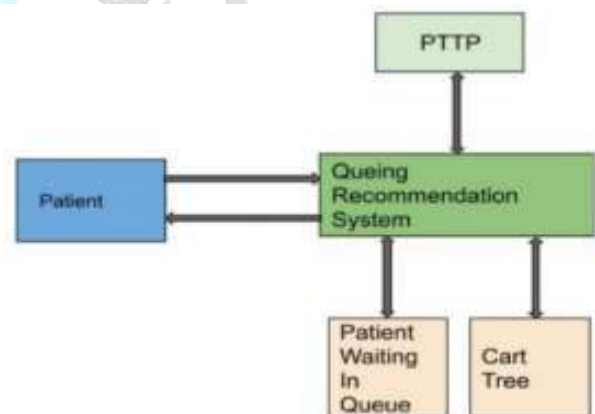 PTTP
Patient
Queing
Recommendation
System
Patient
Waiting
In
Queue
Cart
Tree